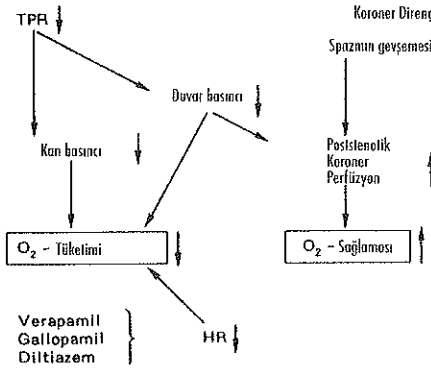 TPR
Koroner Direnç
Spazmın gevşemesi
Duvar basıncı
Kan basıncı
Poststenolik
Koroner
Perfüzyon
O₂ - Tüketimi
O₂ - Sağlaması
Verapamil
Gallopamil
Diltiazem
HR